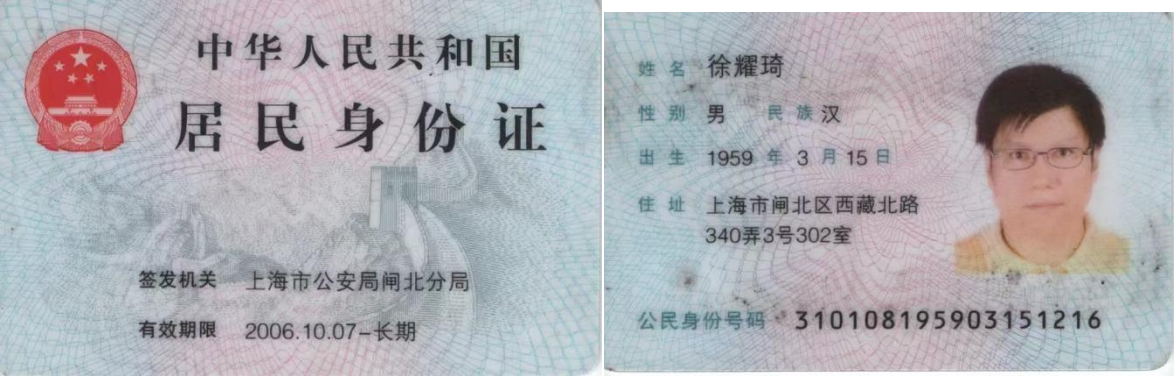 中华人民共和国
居民身份证
签发机关 上海市公安局闸北分局
有效期限 2006.10.07-长期
姓名 徐耀琦
性别 男 民族 汉
出生 1959 年 3 月 15 日
住址 上海市闸北区西藏北路
340弄3号302室
公民身份号码 310108195903151216